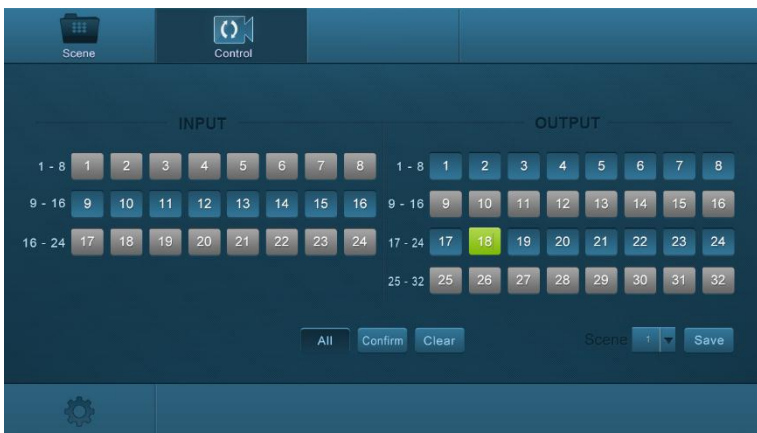 Scene Control
INPUT OUTPUT
1 - 8 1 2 3 4 5 6 7 8 1 - 8 1 2 3 4 5 6 7 8
9 - 16 9 10 11 12 13 14 15 16 9 - 16 9 10 11 12 13 14 15 16
16 - 24 17 18 19 20 21 22 23 24 17 - 24 17 18 19 20 21 22 23 24
25 - 32 25 26 27 28 29 30 31 32
All Confirm Clear Scene 1 Save